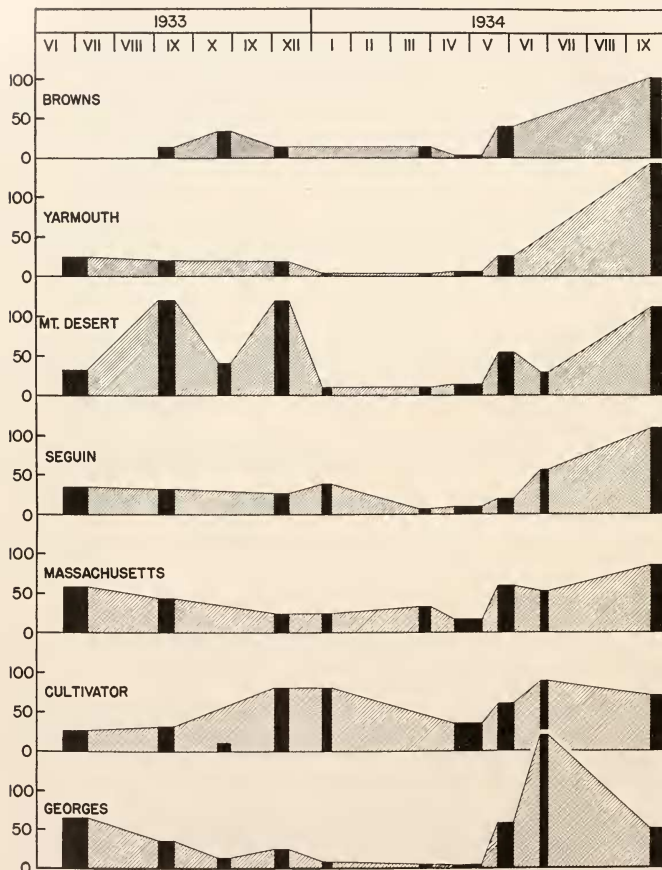 1933 1934
VI VII VIII IX X IX XII I II III IV V VI VII VIII IX
100
BROWNS
50
0
YARMOUTH
50
0
100
MT. DESERT
50
0
100
SEGUIN
50
0
100
MASSACHUSETTS
50
0
100
CULTIVATOR
50
0
100
GEORGES
50
0